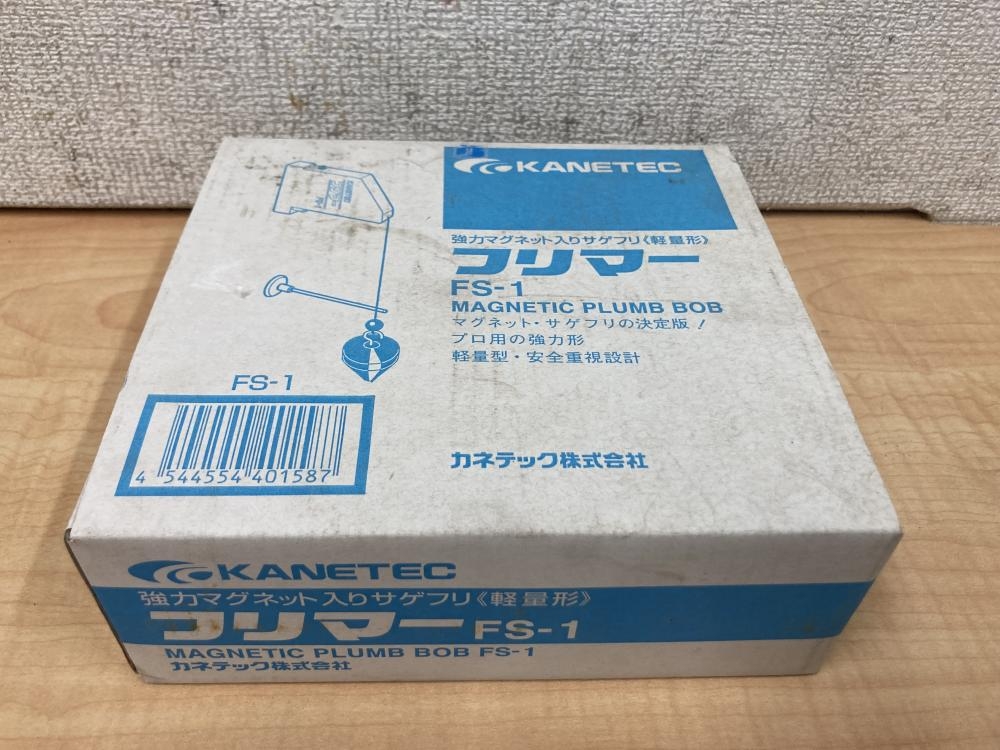 KANETEC
強力マグネット入りサゲフリ《軽量形》
フリマー
FS-1
MAGNETIC PLUMB BOB
マグネット・サゲフリの決定版!
プロ用の強力形
軽量型・安全重視設計
FS-1
4 544554 401587
カネテック株式会社
KANETEC
強力マグネット入りサゲフリ《軽量形》
フリマー FS-1
MAGNETIC PLUMB BOB FS-1
カネテック株式会社